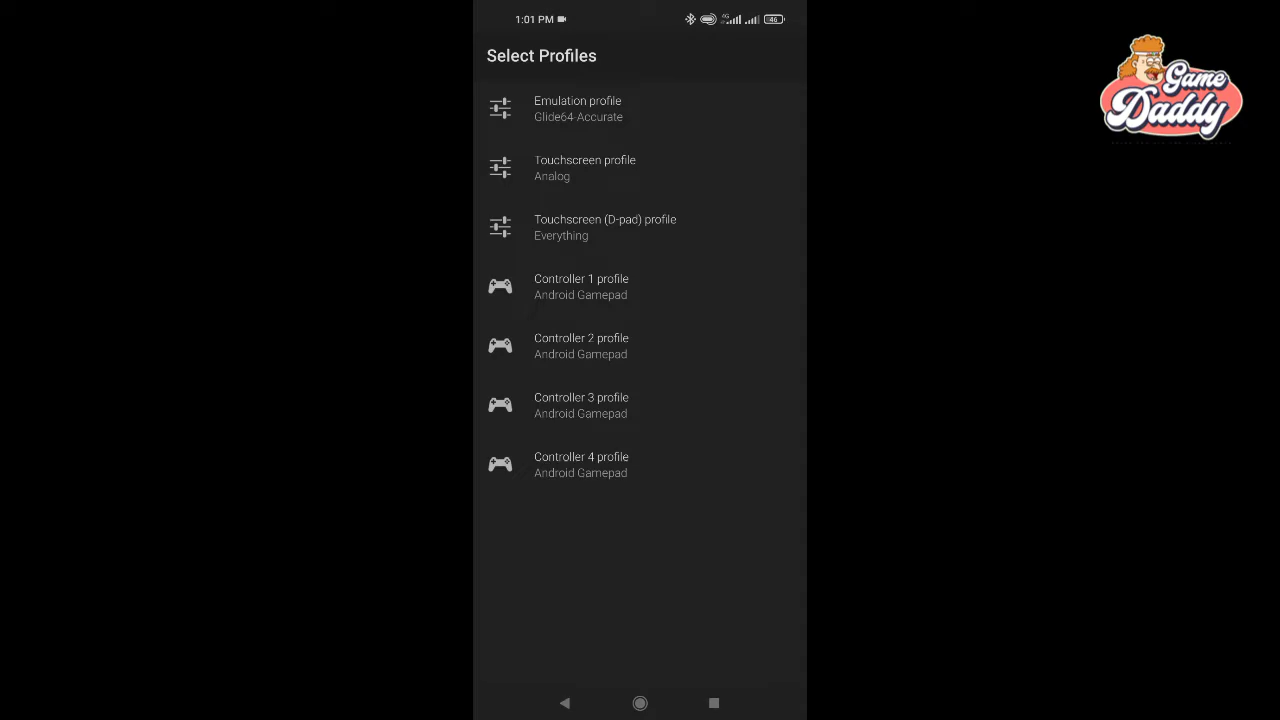 1:01 PM
4G
46
Select Profiles
Emulation profile
Glide64-Accurate
Touchscreen profile
Analog
Touchscreen (D-pad) profile
Everything
Controller 1 profile
Android Gamepad
Controller 2 profile
Android Gamepad
Controller 3 profile
Android Gamepad
Controller 4 profile
Android Gamepad
Game
Daddy